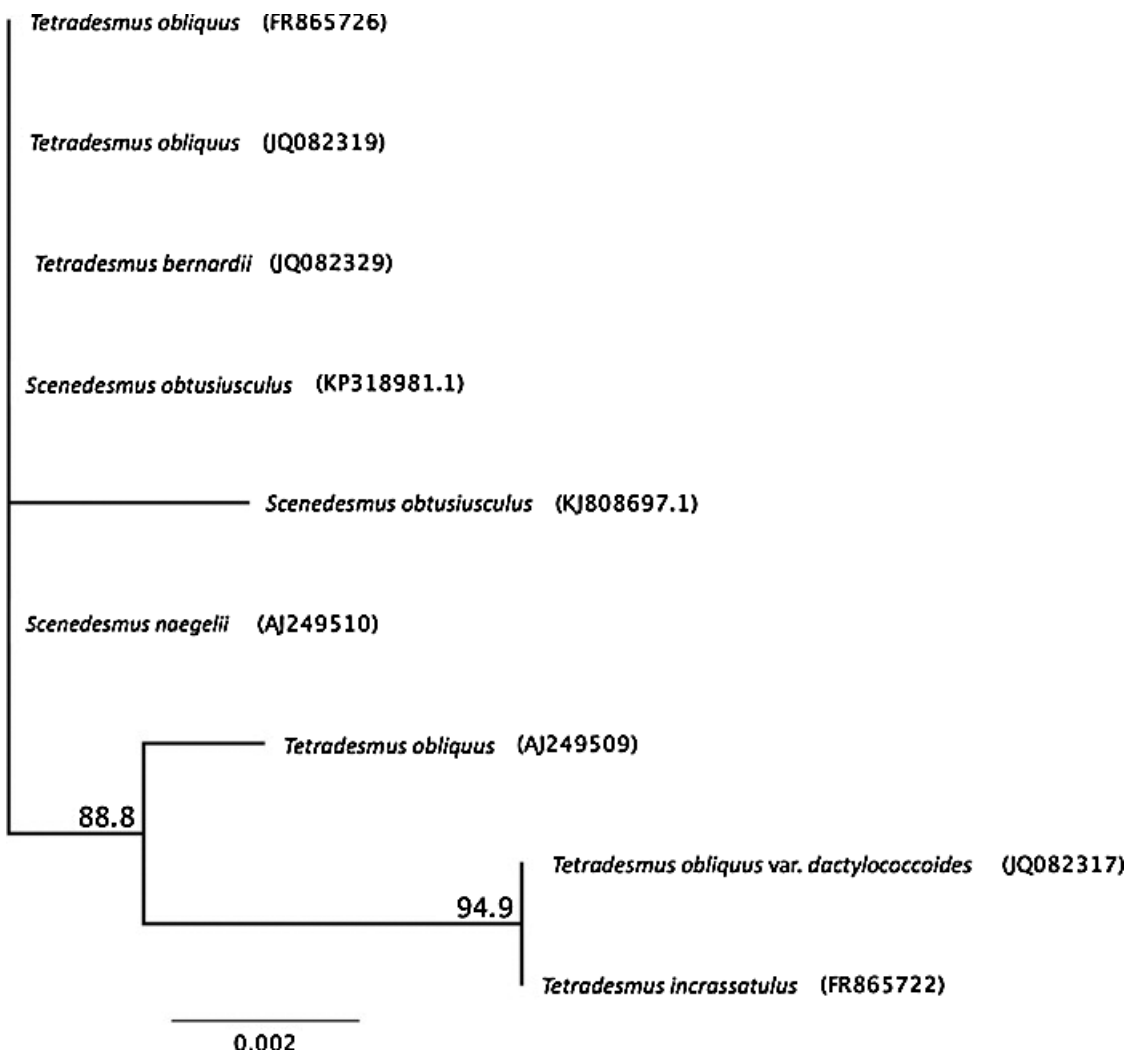 Tetradesmus obliquus (FR865726)
Tetradesmus obliquus (JQ082319)
Tetradesmus bernardii (JQ082329)
Scenedesmus obtusiusculus (KP318981.1)
Scenedesmus obtusiusculus (KJ808697.1)
Scenedesmus naegelii (AJ249510)
Tetradesmus obliquus (AJ249509)
88.8
Tetradesmus obliquus var. dactylococcoides (JQ082317)
94.9
Tetradesmus incrassatulus (FR865722)
0.002